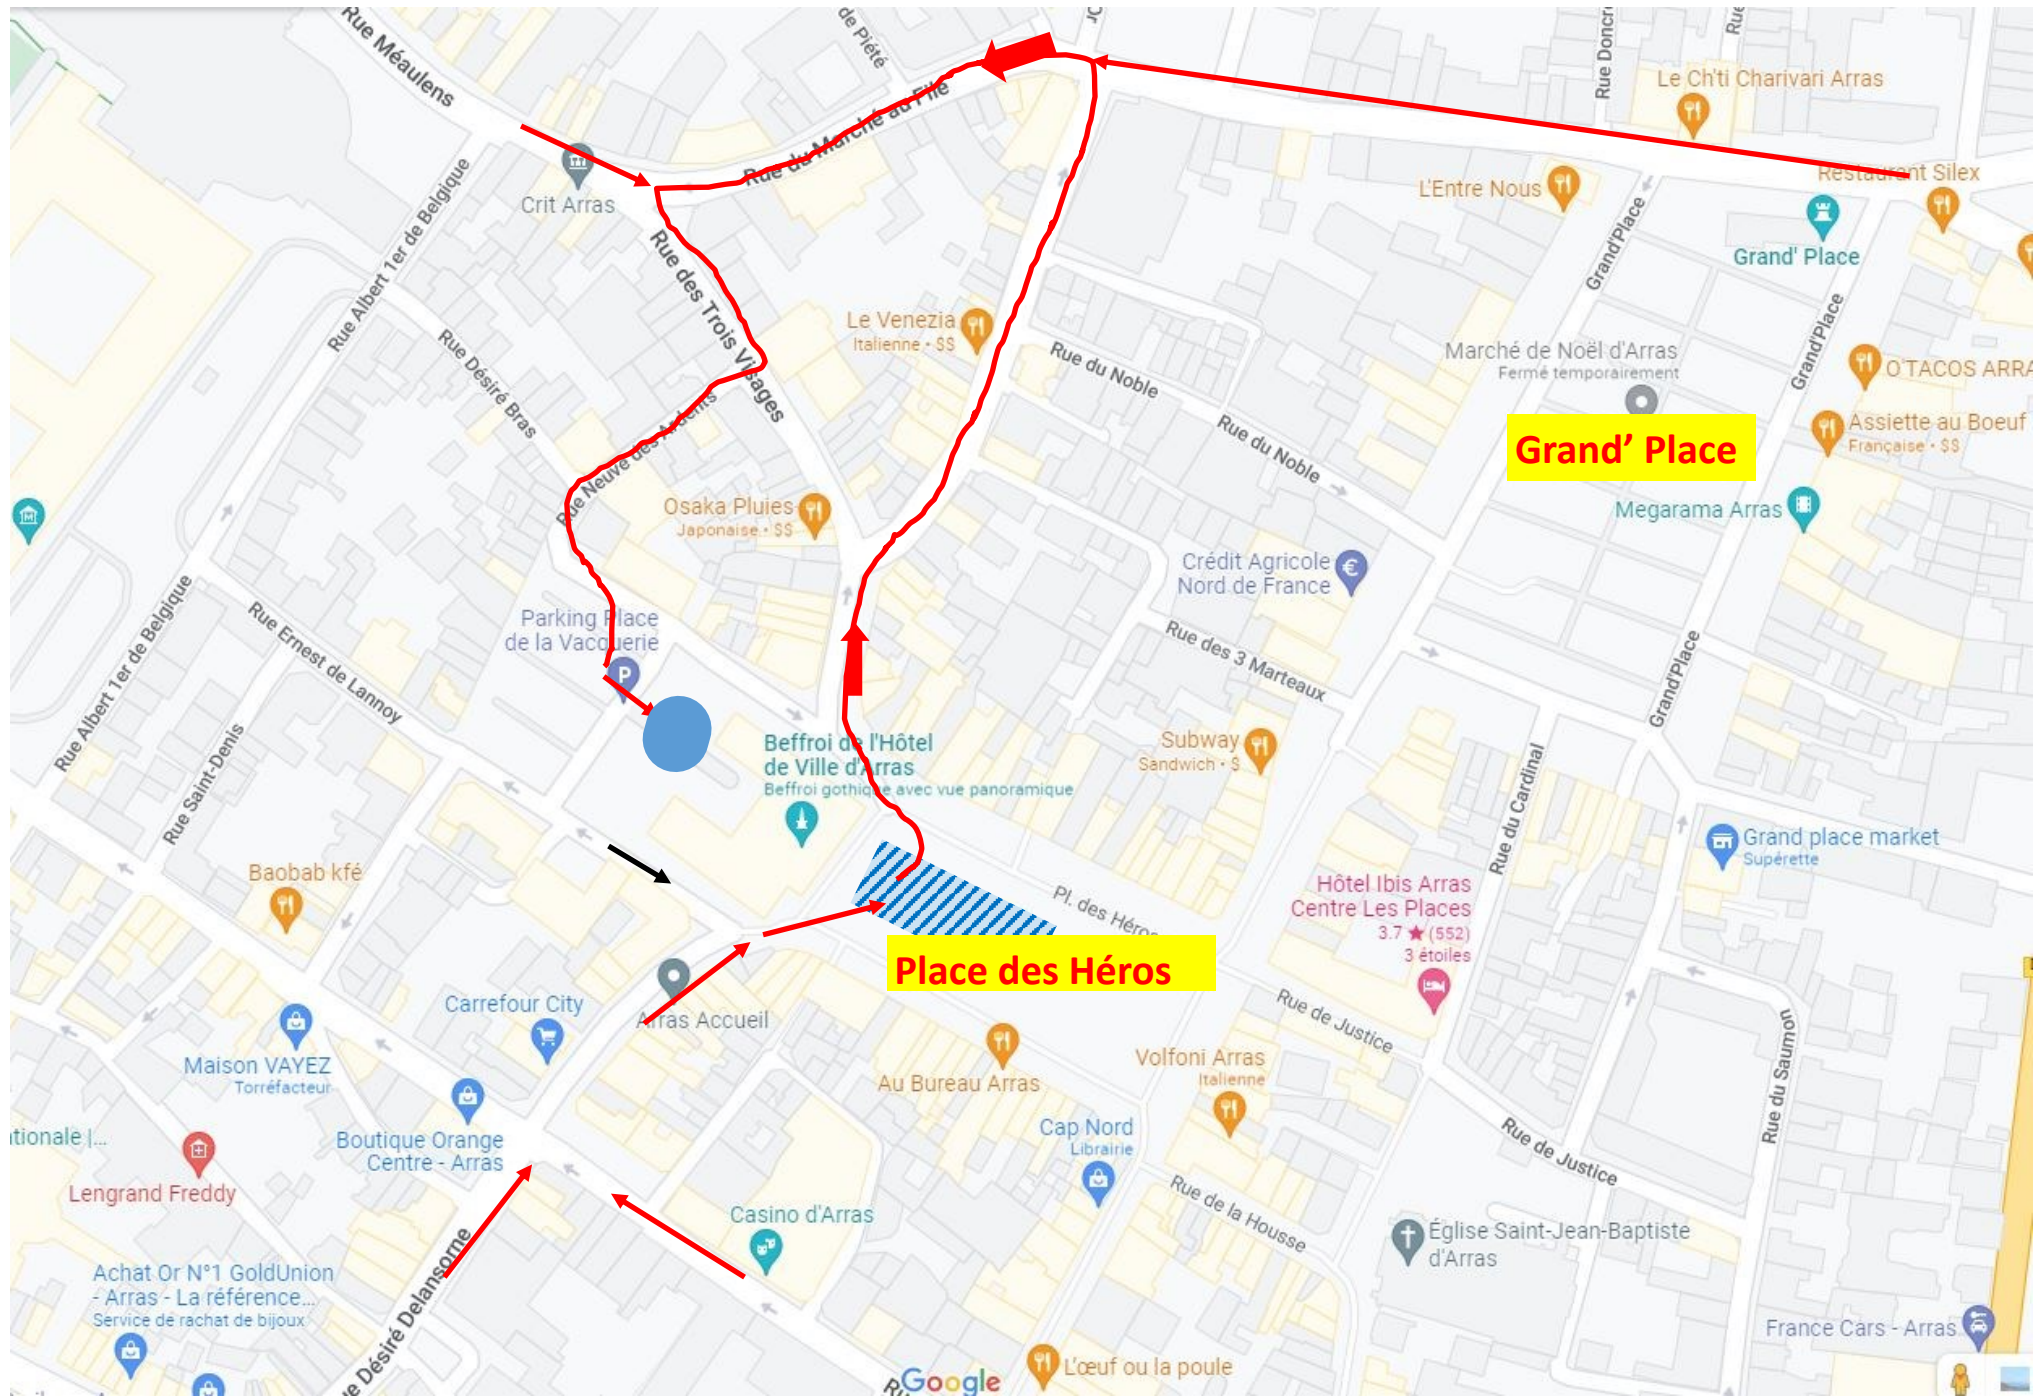 Rue Méaulens
de Piété
Rue Doncr
Rue
Le Ch'ti Charivari Arras
Rue du Marché au Filé
Crit Arras
Restaurant Silex
L'Entre Nous
Grand'Place
Grand' Place
Rue Albert 1er de Belgique
Rue des Trois Visages
Le Venezia
Italienne • $$
Rue Désiré Bras
Rue du Noble
Marché de Noël d'Arras
Fermé temporairement
Grand'Place
O'TACOS ARRA
Grand' Place
Assiette au Boeuf
Française • $$
Rue du Noble
Rue Neuve des Ardents
Osaka Pluies
Japonaise • $$
Megarama Arras
Crédit Agricole
Nord de France
Parking Place
de la Vacquerie
P
Rue Ernest de Lannoy
Rue Albert 1er de Belgique
Rue des 3 Marteaux
Grand'Place
Rue Saint-Denis
Beffroi de l'Hôtel
de Ville d'Arras
Beffroi gothique avec vue panoramique
Subway
Sandwich • $
Rue du Cardinal
Grand place market
Supérette
Baobab kfé
Pl. des Héros
Hôtel Ibis Arras
Centre Les Places
3.7 ★ (552)
3 étoiles
Place des Héros
Carrefour City
Arras Accueil
Rue de Justice
Rue du Saumon
Maison VAYEZ
Torréfacteur
Au Bureau Arras
Volfoni Arras
Italienne
tionale |...
Boutique Orange
Centre - Arras
Cap Nord
Librairie
Rue de Justice
Lengrand Freddy
Casino d'Arras
Rue de la Housse
Église Saint-Jean-Baptiste
d'Arras
Achat Or N°1 GoldUnion
- Arras - La référence...
Service de rachat de bijoux
e Désiré Delansorne
France Cars - Arras
L'œuf ou la poule
Ru
Google